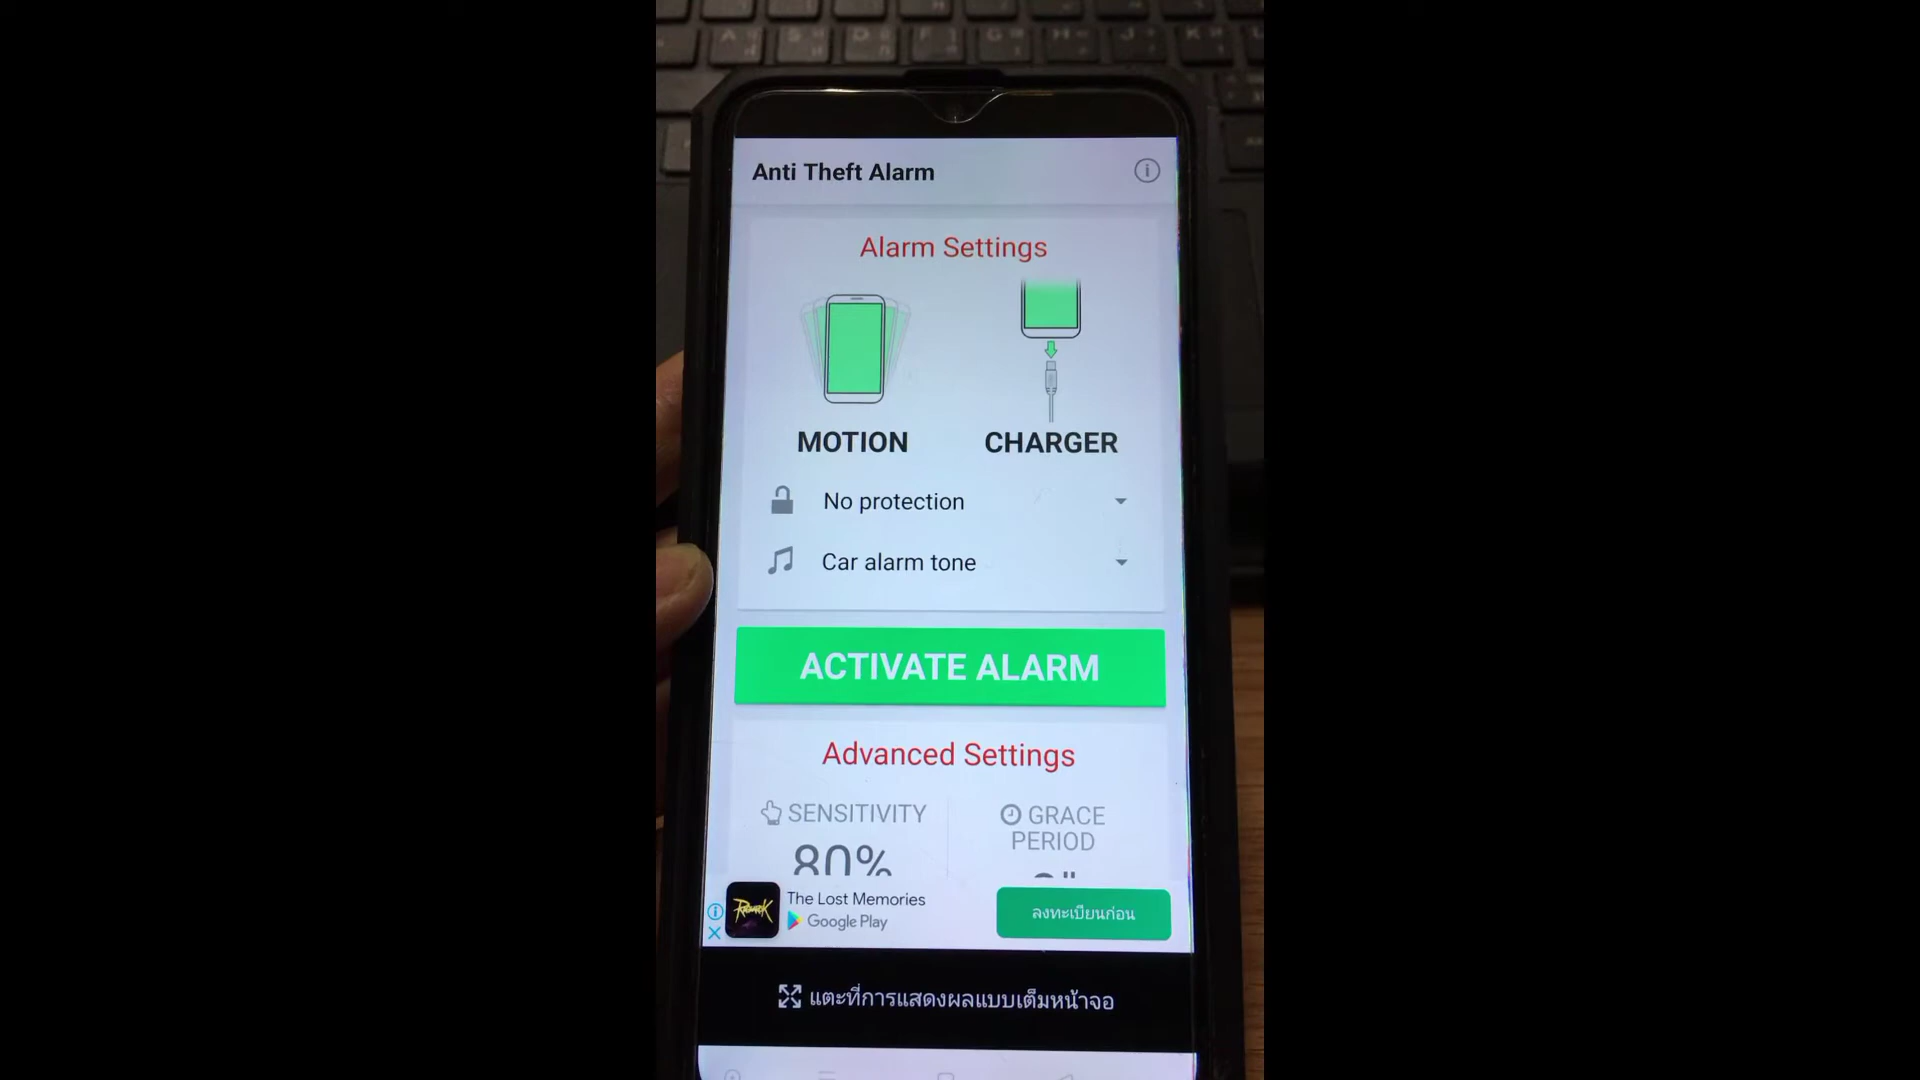 A S D F G H J K L
Anti Theft Alarm
Alarm Settings
MOTION
CHARGER
No protection
Car alarm tone
ACTIVATE ALARM
Advanced Settings
SENSITIVITY
80%
GRACE
PERIOD
The Lost Memories
Google Play
ลงทะเบียนก่อน
แตะที่การแสดงผลแบบเต็มหน้าจอ